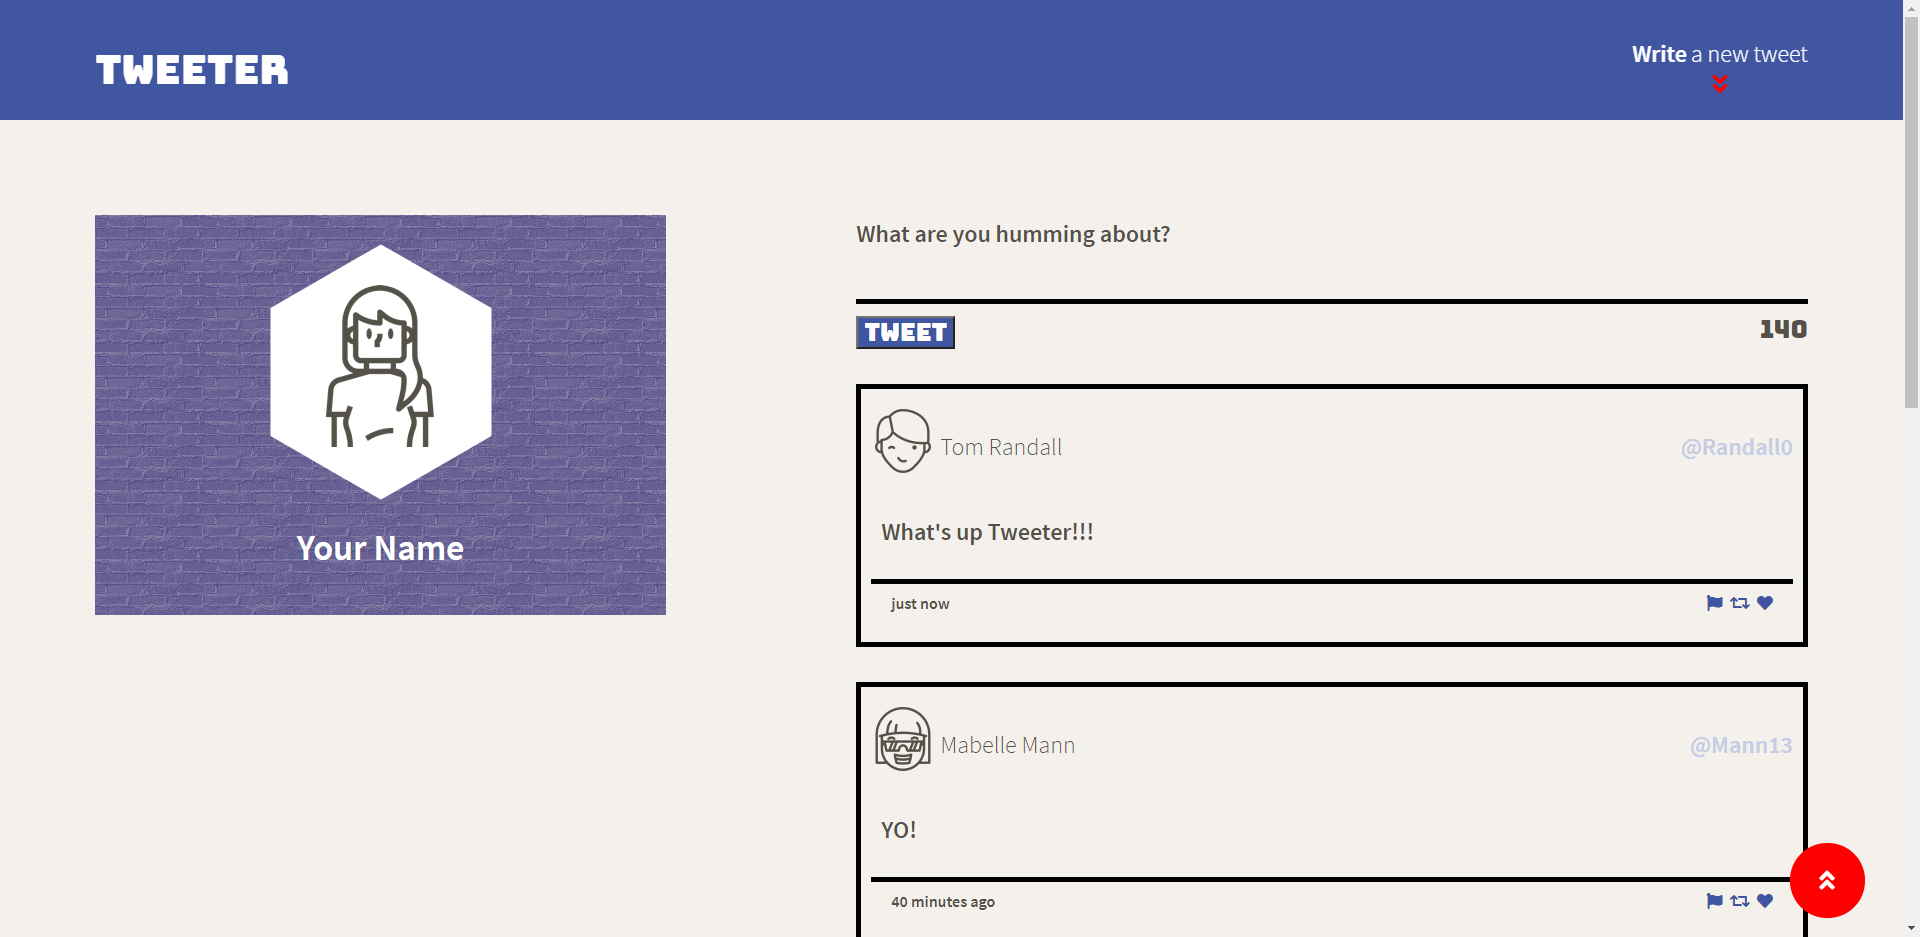 TWEETER
Write a new tweet
Your Name
What are you humming about?
TWEET
140
Tom Randall
@Randall0
What's up Tweeter!!!
just now
Mabelle Mann
@Mann13
YO!
40 minutes ago